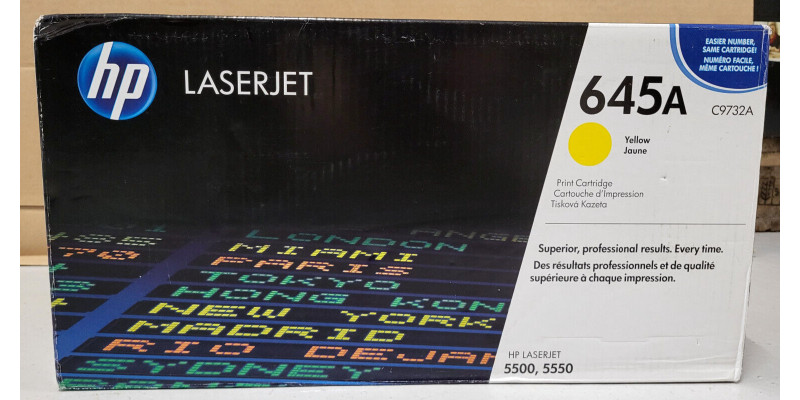 hp
LASERJET
EASIER NUMBER,
SAME CARTRIDGE!
NUMÉRO FACILE,
MÊME CARTOUCHE!
645A
C9732A
Yellow
Jaune
Print Cartridge
Cartouche d'Impression
Tisková Kazeta
Superior, professional results. Every time.
Des résultats professionnels et de qualité
supérieure à chaque impression.
LONDON
MIAMI
PARIS
TOKYO
HONG KON
NEW YORK
MADRID
RIO DE JAN
SYDNEY
HP LASERJET
5500, 5550